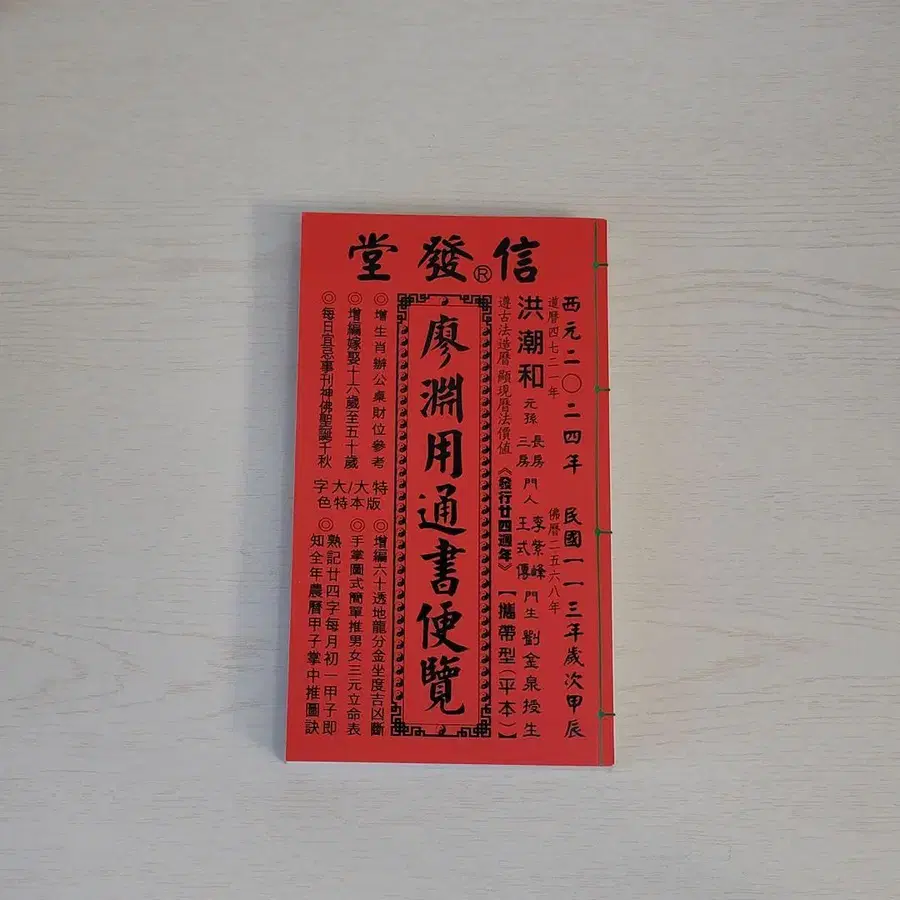 信發堂®
西元二〇二四年 民國一一三年歲次甲辰
道曆四七二一年 佛曆二五六八年
洪潮和 元孫 長房 三房 門人 李紫峰 王式傳 門生 劉金泉授生
遵古法造曆 顯現曆法價值 《發行廿四週年》 【攜帶型(平本)】
廖淵用通書便覽
◎增生肖辦公桌財位參考
◎增編嫁娶十六歲至五十歲
◎每日宜忌事刊神佛聖誕千秋
特大/大字
版本特色
◎增編六十透地龍分金坐度吉凶斷
◎手掌圖式簡單推男女三元立命表
◎熟記廿四字每月初一甲子即
知全年農曆甲子掌中推圖訣